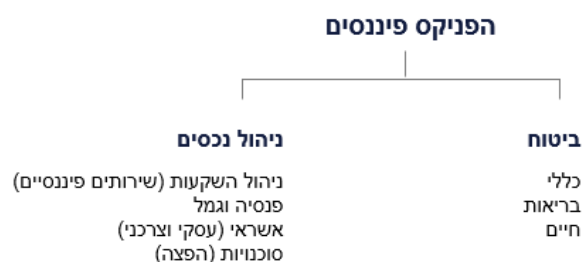 הפניקס פיננסים
ביטוח
כללי
בריאות
חיים
ניהול נכסים
ניהול השקעות (שירותים פיננסיים)
פנסיה וגמל
אשראי (עסקי וצרכני)
סוכנויות (הפצה)